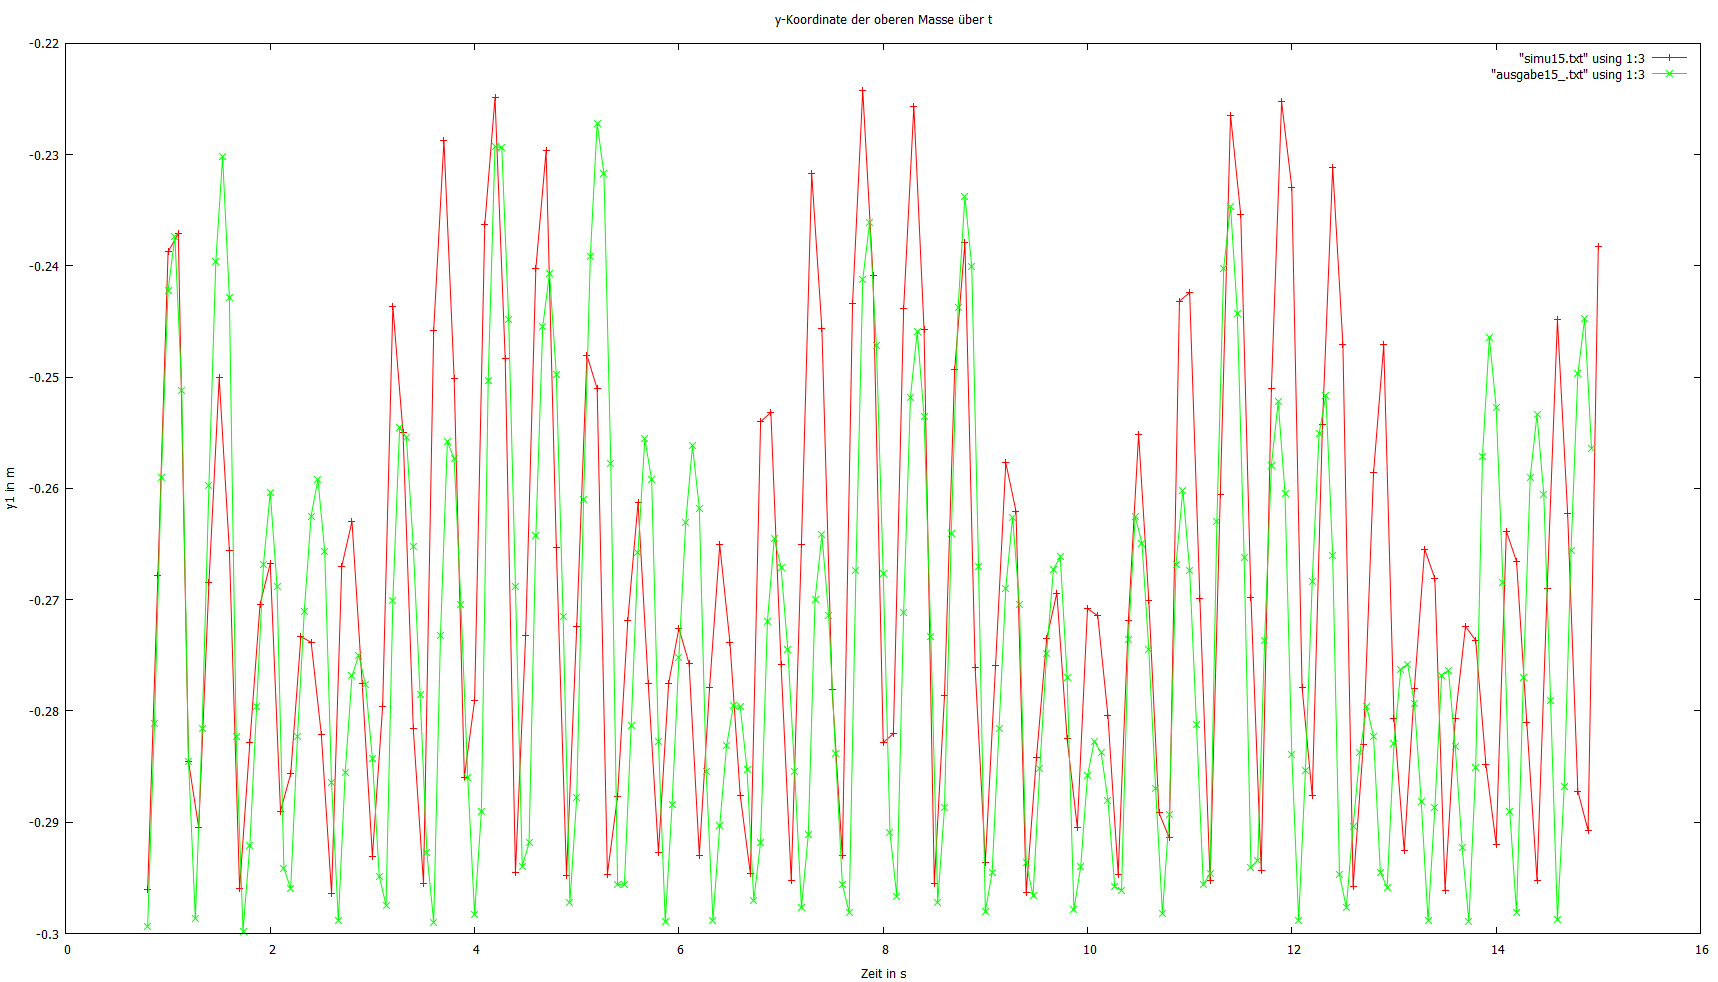 y-Koordinate der oberen Masse über t
"simu15.txt" using 1:3
"ausgabe15_.txt" using 1:3
-0.22
-0.23
-0.24
-0.25
-0.26
-0.27
-0.28
-0.29
-0.3
y1 in m
0 2 4 6 8 10 12 14 16
Zeit in s